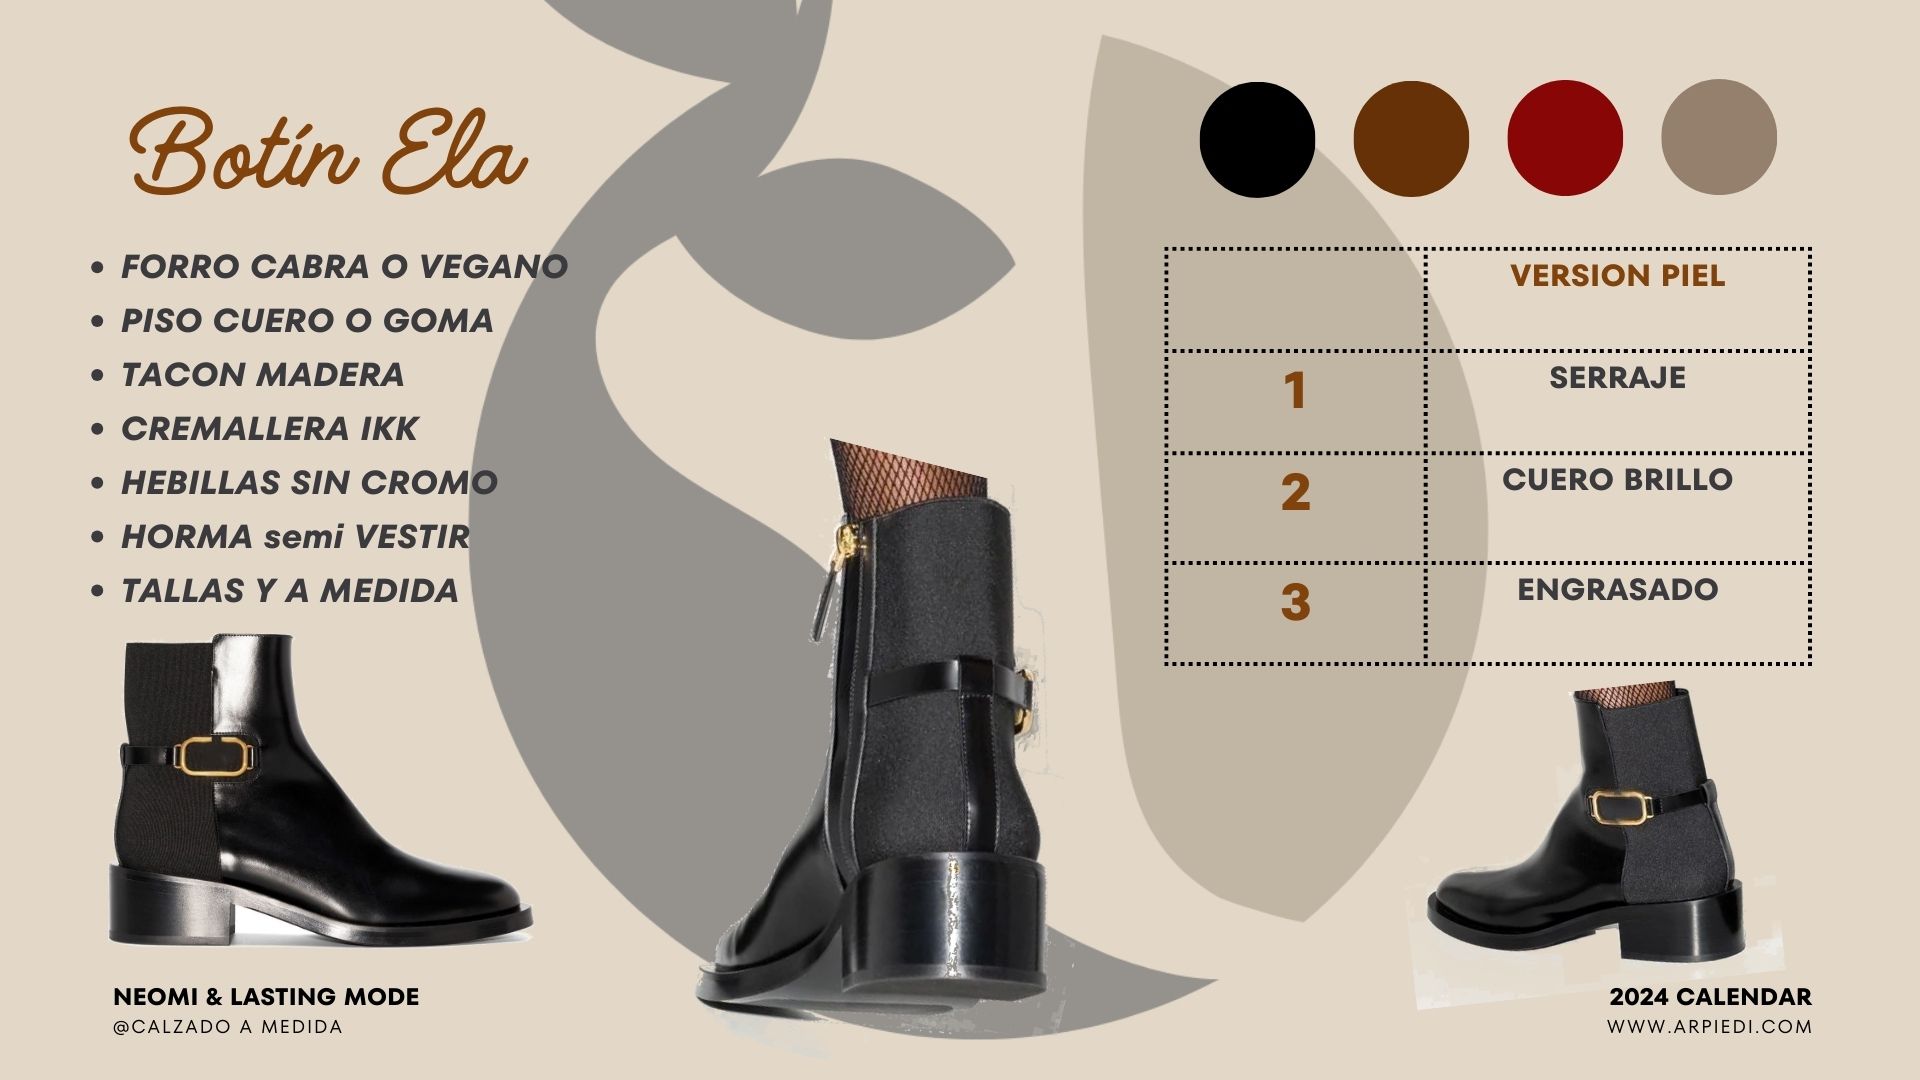 Botín Ela
• FORRO CABRA O VEGANO
• PISO CUERO O GOMA
• TACON MADERA
• CREMALLERA IKK
• HEBILLAS SIN CROMO
• HORMA semi VESTIR
• TALLAS Y A MEDIDA
VERSION PIEL
1 SERRAJE
2 CUERO BRILLO
3 ENGRASADO
NEOMI & LASTING MODE
@CALZADO A MEDIDA
2024 CALENDAR
WWW.ARPIEDI.COM